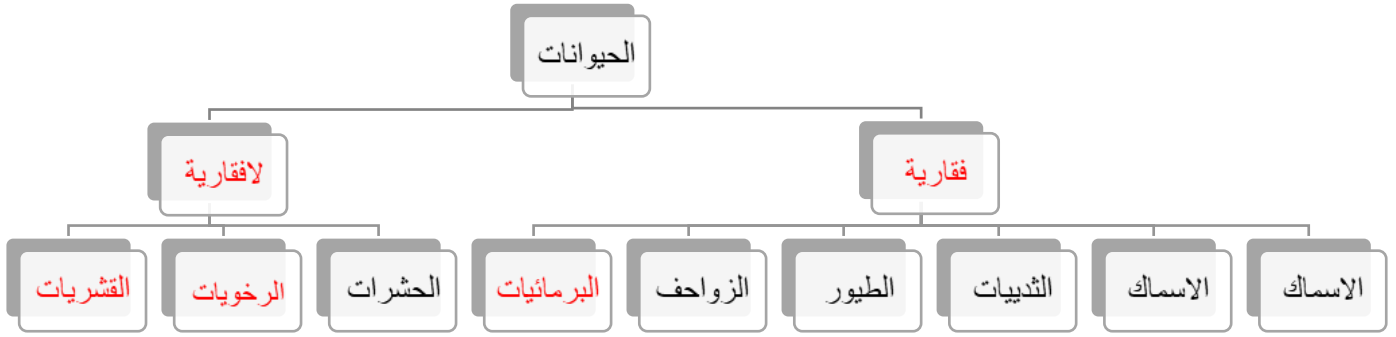 الحيوانات
فقارية
لافقارية
الاسماك
الاسماك
الثدييات
الطيور
الزواحف
البرمائيات
الحشرات
الرخويات
القشريات